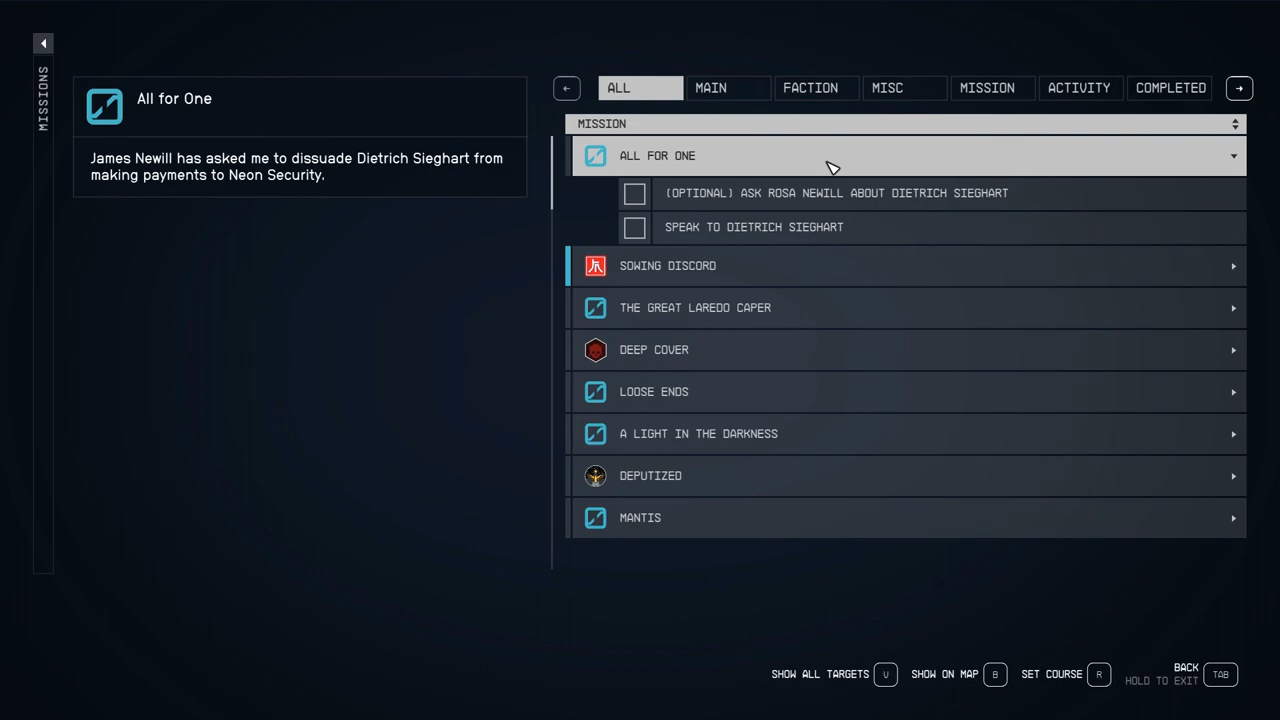 MISSIONS
All for One
James Newill has asked me to dissuade Dietrich Sieghart from
making payments to Neon Security.
ALL
MAIN
FACTION
MISC
MISSION
ACTIVITY
COMPLETED
MISSION
ALL FOR ONE
(OPTIONAL) ASK ROSA NEWILL ABOUT DIETRICH SIEGHART
SPEAK TO DIETRICH SIEGHART
SOWING DISCORD
THE GREAT LAREDO CAPER
DEEP COVER
LOOSE ENDS
A LIGHT IN THE DARKNESS
DEPUTIZED
MANTIS
SHOW ALL TARGETS V
SHOW ON MAP B
SET COURSE R
BACK
HOLD TO EXIT
TAB